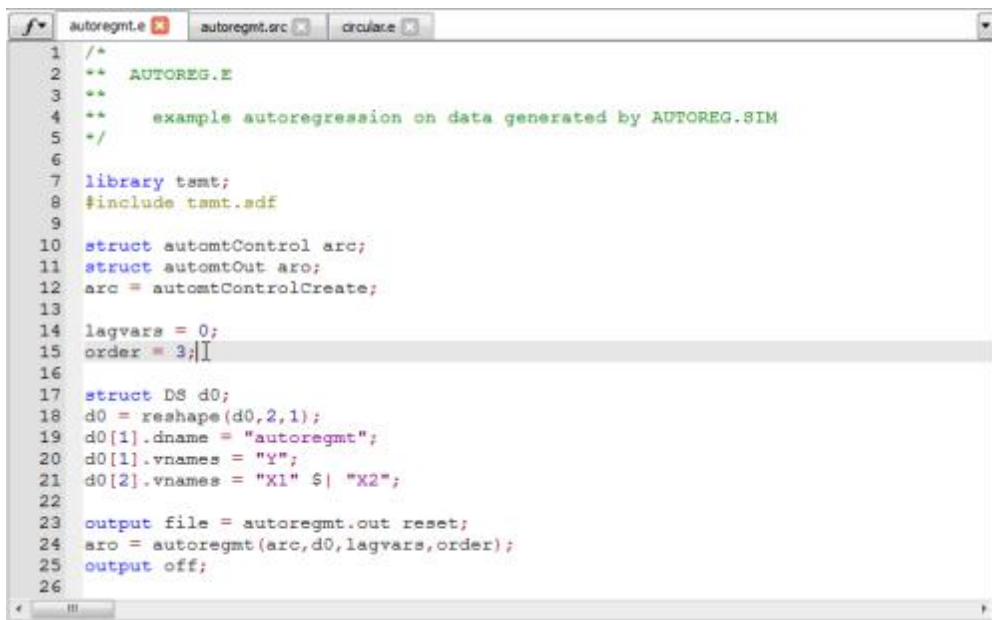 autoregmt.e autoregmt.src circular.e
1 /*
2 ** AUTOREG.E
3 **
4 ** example autoregression on data generated by AUTOREG.SIM
5 */
6
7 library tsmt;
8 #include tsmt.sdf
9
10 struct automtControl arc;
11 struct automtOut aro;
12 arc = automtControlCreate;
13
14 lagvars = 0;
15 order = 3;
16
17 struct DS d0;
18 d0 = reshape(d0,2,1);
19 d0[1].dname = "autoregmt";
20 d0[1].vnames = "Y";
21 d0[2].vnames = "X1" $| "X2";
22
23 output file = autoregmt.out reset;
24 aro = autoregmt(arc,d0,lagvars,order);
25 output off;
26